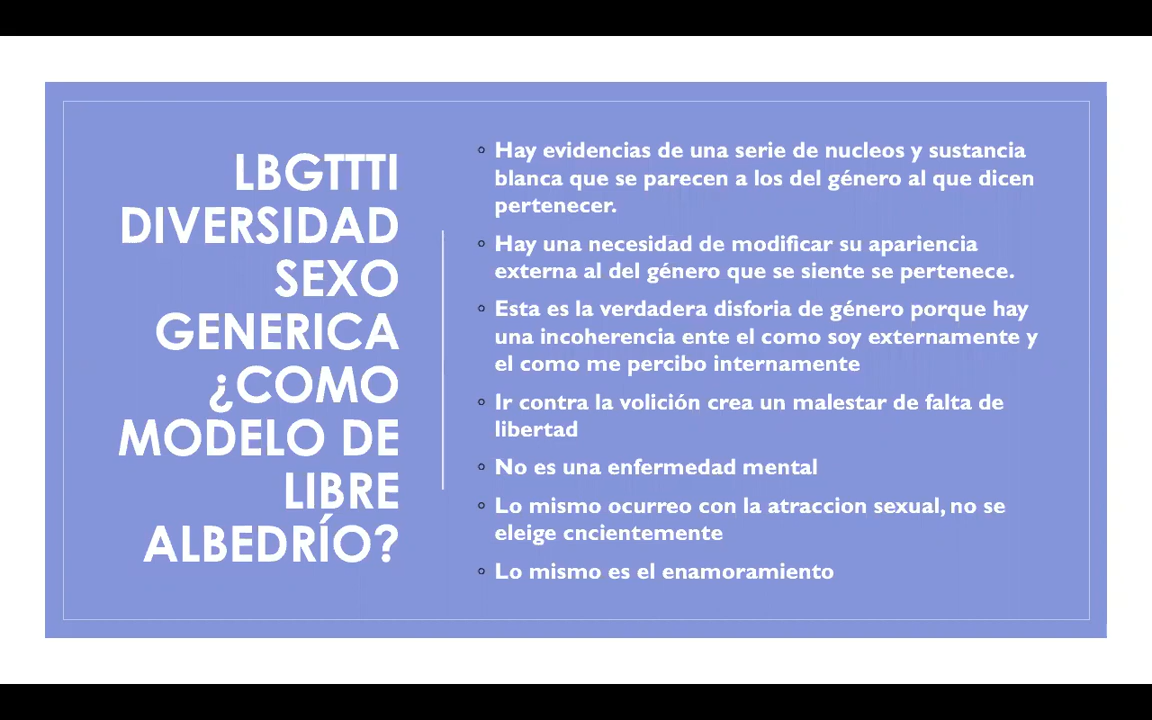 LBGTTTI
DIVERSIDAD
SEXO
GENERICA
¿COMO
MODELO DE
LIBRE
ALBEDRÍO?
Hay evidencias de una serie de nucleos y sustancia
blanca que se parecen a los del género al que dicen
pertenecer.
Hay una necesidad de modificar su apariencia
externa al del género que se siente se pertenece.
Esta es la verdadera disforia de género porque hay
una incoherencia ente el como soy externamente y
el como me percibo internamente
Ir contra la volición crea un malestar de falta de
libertad
No es una enfermedad mental
Lo mismo ocurreo con la atraccion sexual, no se
eleige cncientemente
Lo mismo es el enamoramiento